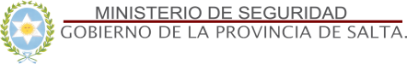 MINISTERIO DE SEGURIDAD
GOBIERNO DE LA PROVINCIA DE SALTA.